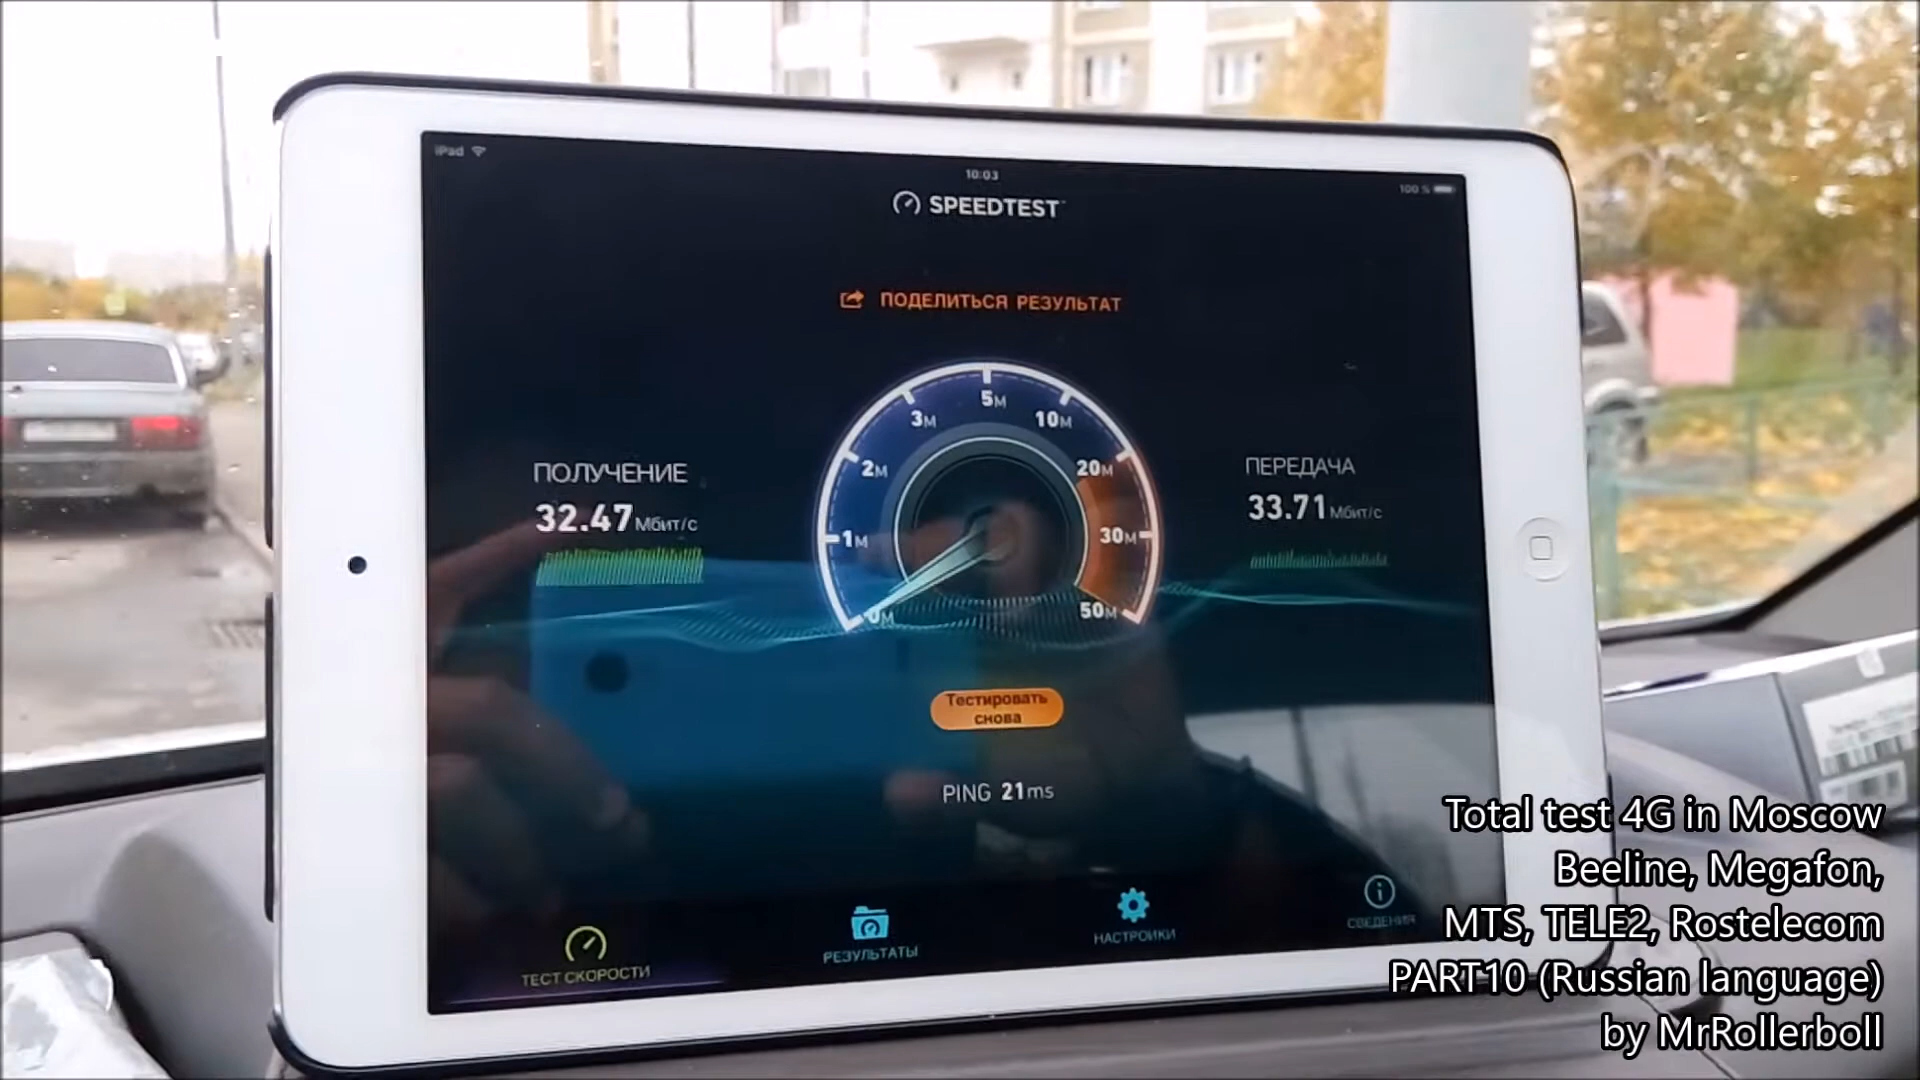 iPad
10:03
100 %
SPEEDTEST
ПОДЕЛИТЬСЯ РЕЗУЛЬТАТ
5M
3M
10M
2M
20M
1M
30M
0M
50M
ПОЛУЧЕНИЕ
32.47 Мбит/с
ПЕРЕДАЧА
33.71 Мбит/с
Тестировать
снова
PING 21ms
ТЕСТ СКОРОСТИ
РЕЗУЛЬТАТЫ
НАСТРОЙКИ
СВЕДЕНИЯ
Total test 4G in Moscow
Beeline, Megafon,
MTS, TELE2, Rostelecom
PART10 (Russian language)
by MrRollerboll